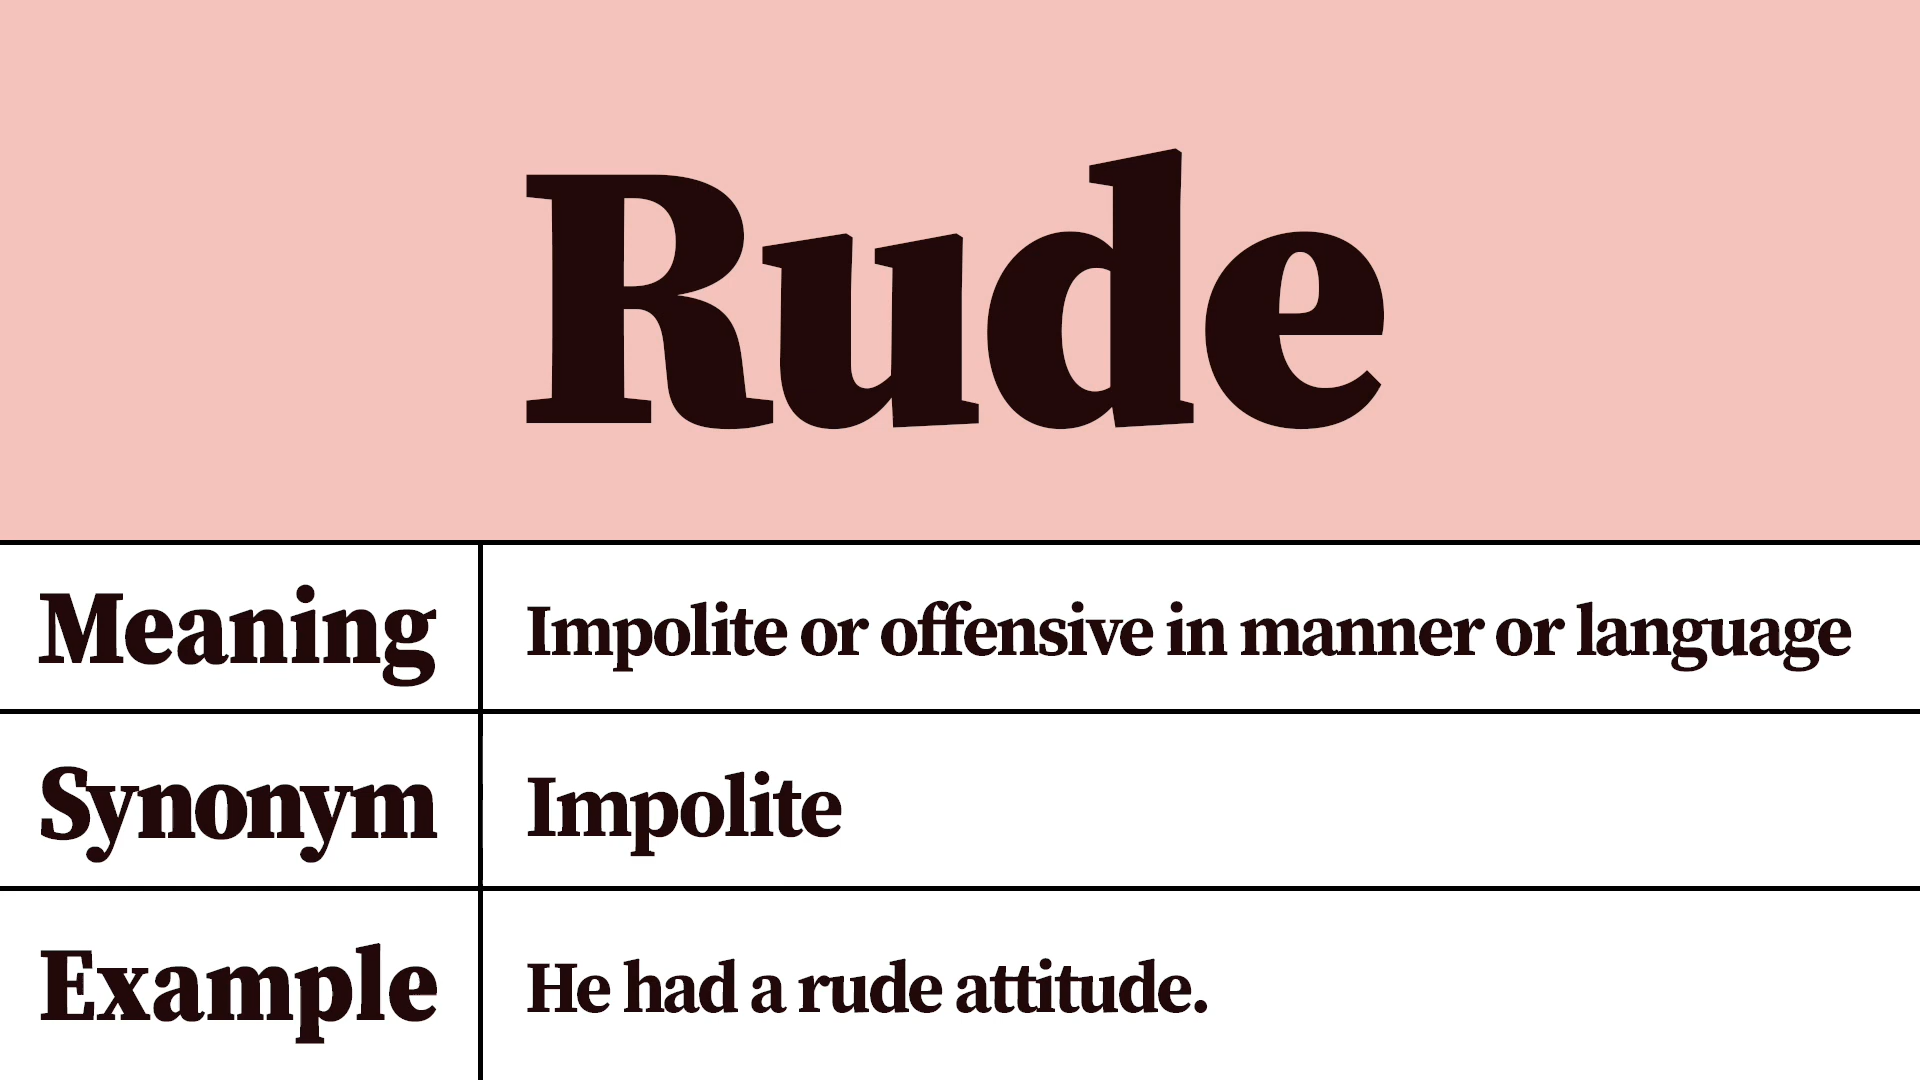 Rude
Meaning
Impolite or offensive in manner or language
Synonym
Impolite
Example
He had a rude attitude.